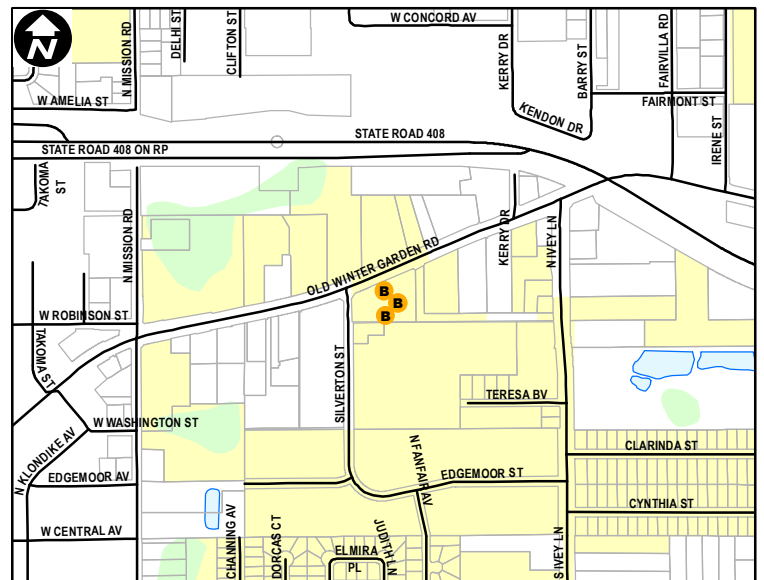 N
W CONCORD AV
N MISSION RD
DELHI ST
CLIFTON ST
KERRY DR
BARRY ST
FAIRVILLA RD
W AMELIA ST
FAIRMONT ST
KENDON DR
IRENE ST
STATE ROAD 408
STATE ROAD 408 ON RP
TAKOMA
ST
N MISSION RD
KERRY DR
N IVEY LN
OLD WINTER GARDEN RD
B
B
B
W ROBINSON ST
TAKOMA ST
SILVERTON ST
TERESA BV
W WASHINGTON ST
N KLONDIKE AV
N FANFAIR AV
CLARINDA ST
EDGEMOOR AV
EDGEMOOR ST
CYNTHIA ST
W CENTRAL AV
CHANNING AV
DORCAS CT
JUDITH LN
S IVEY LN
ELMIRA
PL